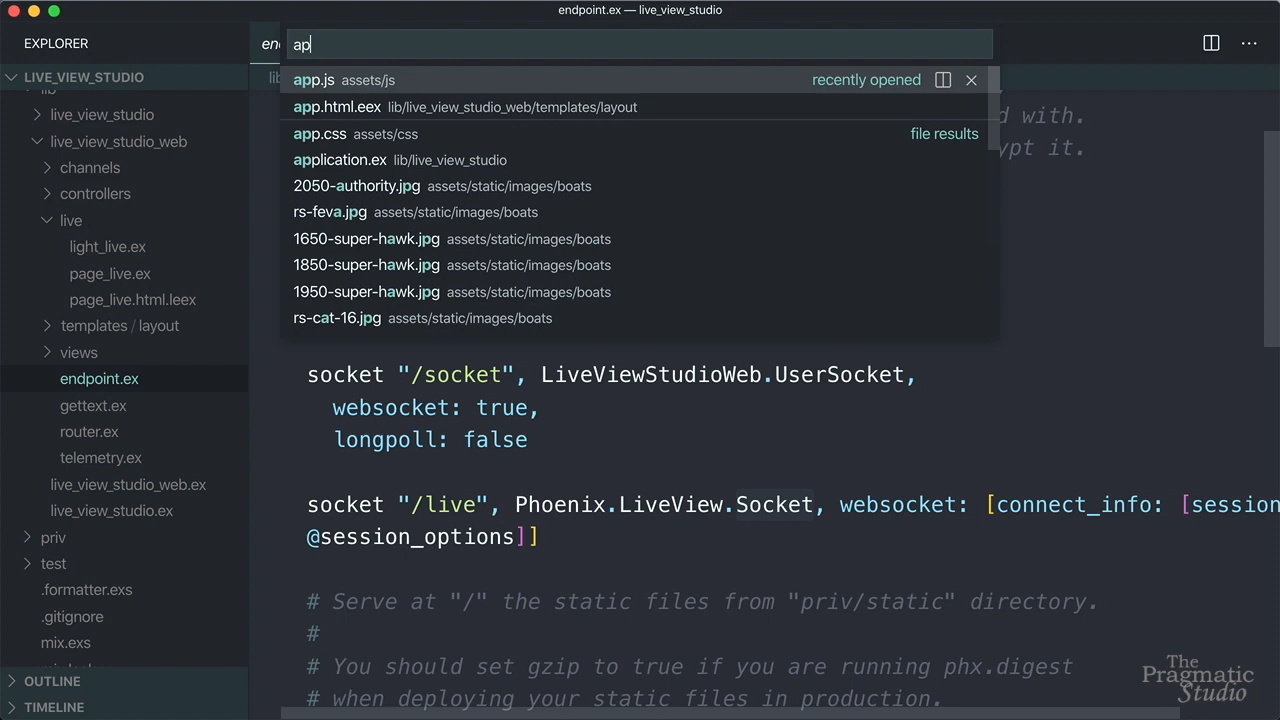 endpoint.ex — live_view_studio
EXPLORER
LIVE_VIEW_STUDIO
lib
live_view_studio
live_view_studio_web
channels
controllers
live
light_live.ex
page_live.ex
page_live.html.leex
templates / layout
views
endpoint.ex
gettext.ex
router.ex
telemetry.ex
live_view_studio_web.ex
live_view_studio.ex
priv
test
.formatter.exs
.gitignore
mix.exs
OUTLINE
TIMELINE
ap
app.js assets/js recently opened
app.html.eex lib/live_view_studio_web/templates/layout
app.css assets/css file results
application.ex lib/live_view_studio
2050-authority.jpg assets/static/images/boats
rs-feva.jpg assets/static/images/boats
1650-super-hawk.jpg assets/static/images/boats
1850-super-hawk.jpg assets/static/images/boats
1950-super-hawk.jpg assets/static/images/boats
rs-cat-16.jpg assets/static/images/boats
d with.
ypt it.
socket "/socket", LiveViewStudioWeb.UserSocket,
websocket: true,
longpoll: false
socket "/live", Phoenix.LiveView.Socket, websocket: [connect_info: [session
@session_options]]
# Serve at "/" the static files from "priv/static" directory.
#
# You should set gzip to true if you are running phx.digest
# when deploying your static files in production.
The
Pragmatic
Studio